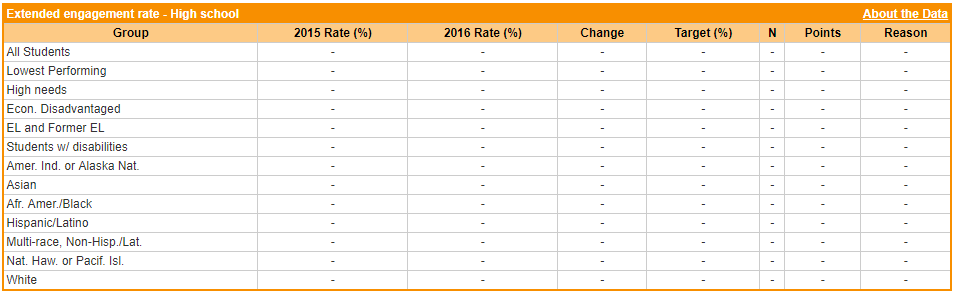 Extended engagement rate - High school About the Data
Group 2015 Rate (%) 2016 Rate (%) Change Target (%) N Points Reason
All Students - - - - - - -
Lowest Performing - - - - - - -
High needs - - - - - - -
Econ. Disadvantaged - - - - - - -
EL and Former EL - - - - - - -
Students w/ disabilities - - - - - - -
Amer. Ind. or Alaska Nat. - - - - - - -
Asian - - - - - - -
Afr. Amer./Black - - - - - - -
Hispanic/Latino - - - - - - -
Multi-race, Non-Hisp./Lat. - - - - - - -
Nat. Haw. or Pacif. Isl. - - - - - - -
White - - - - - - -